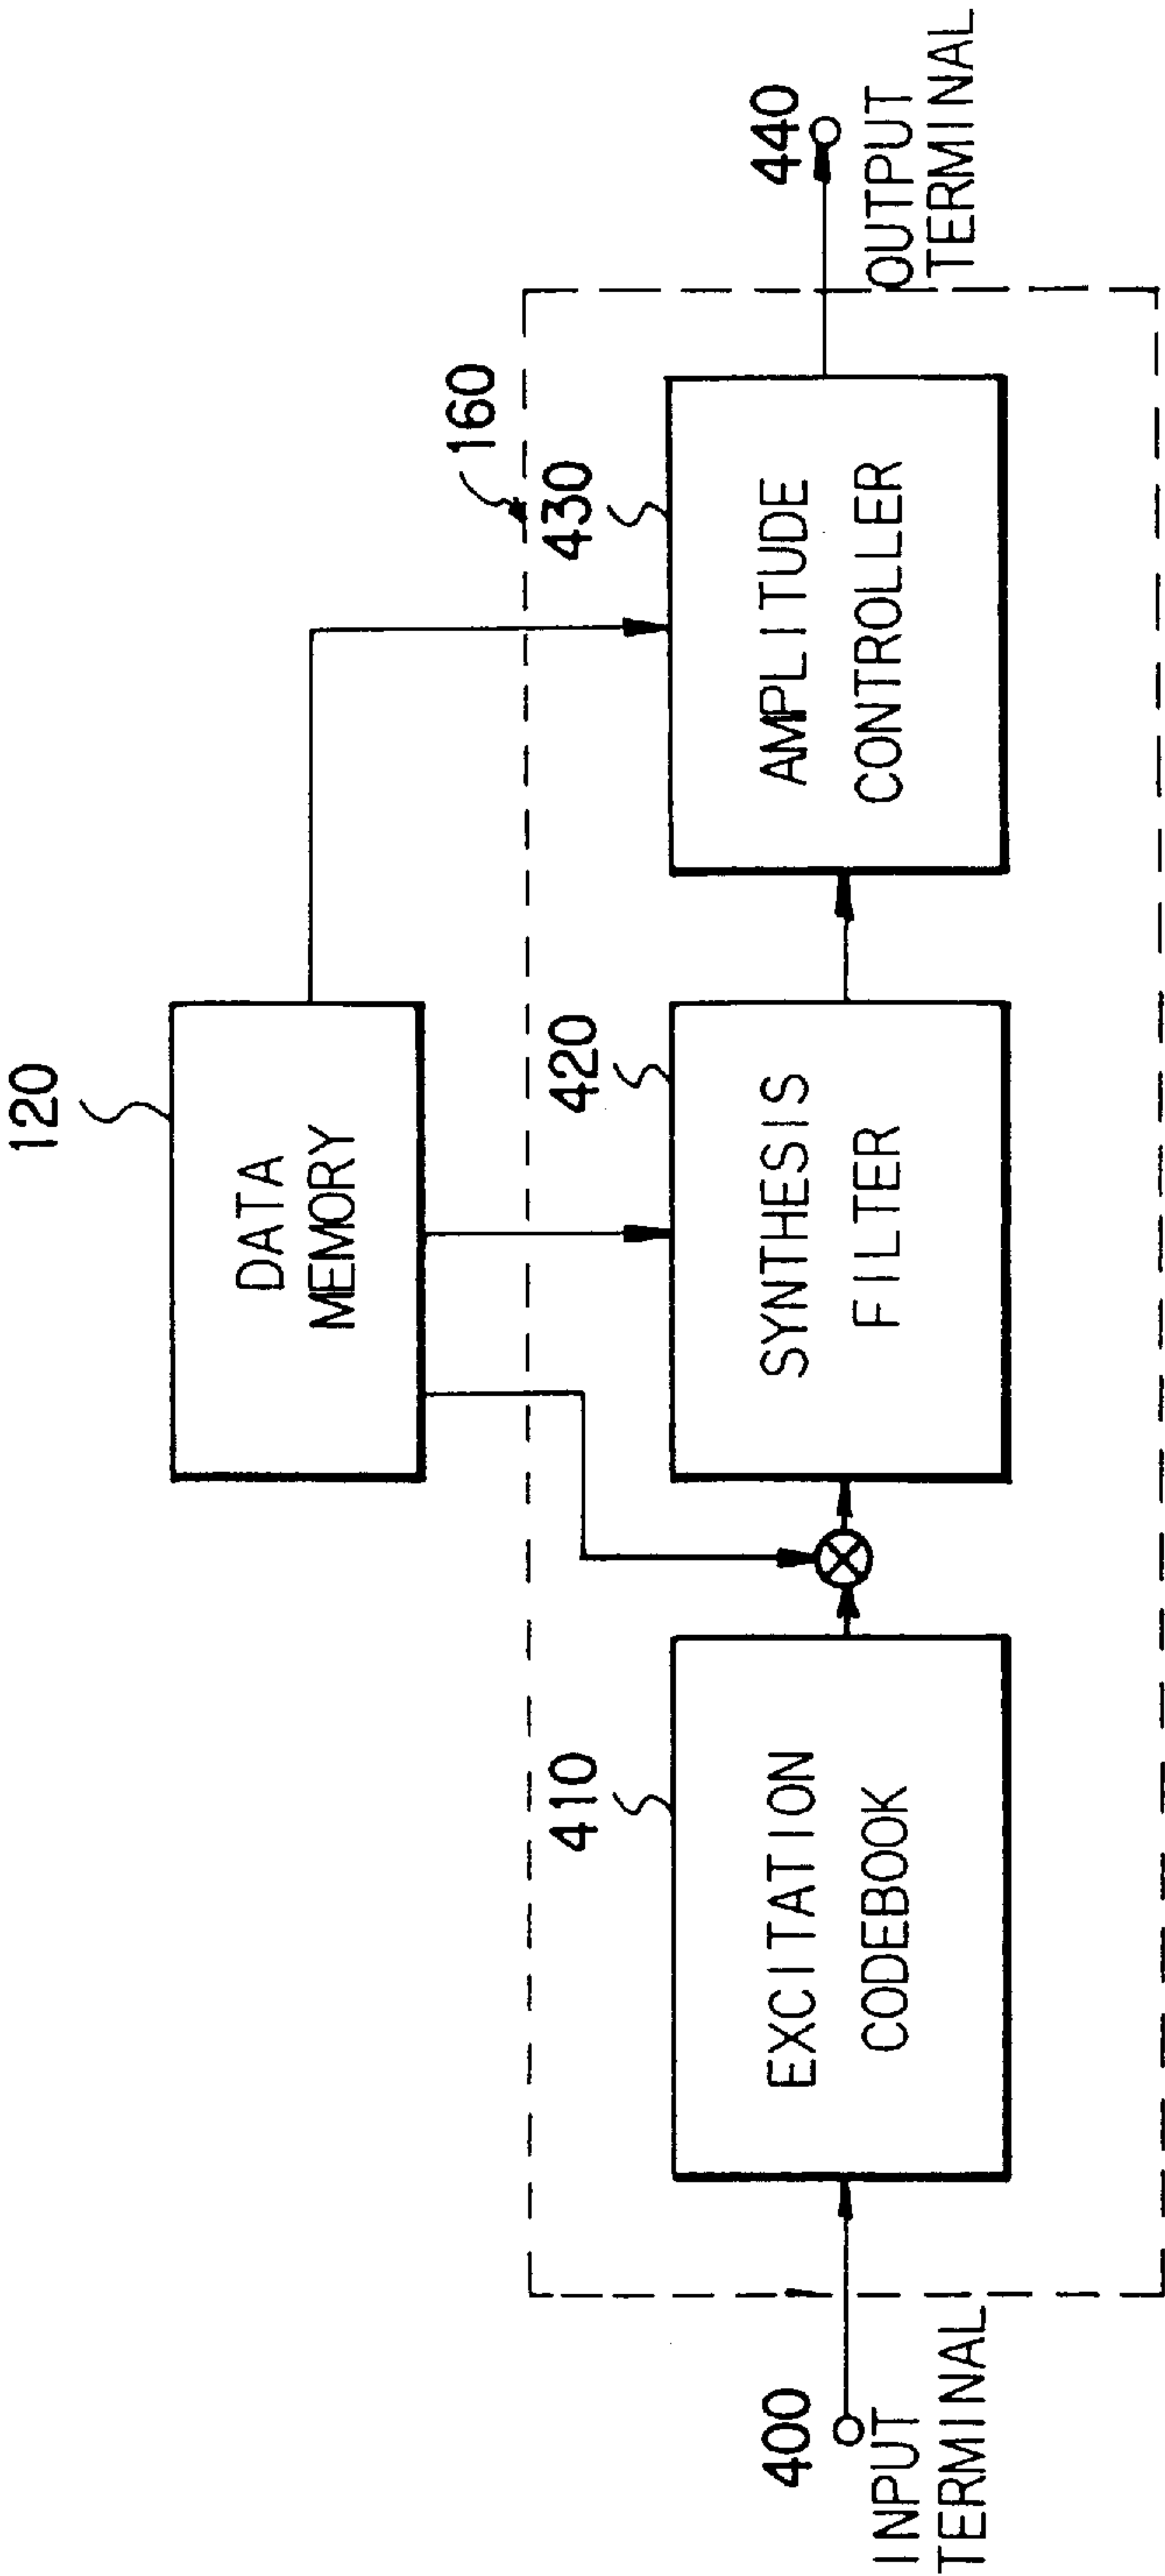 120
DATA
MEMORY
160
400
INPUT
TERMINAL
410
EXCITATION
CODEBOOK
420
SYNTHESIS
FILTER
430
AMPLITUDE
CONTROLLER
440
OUTPUT
TERMINAL